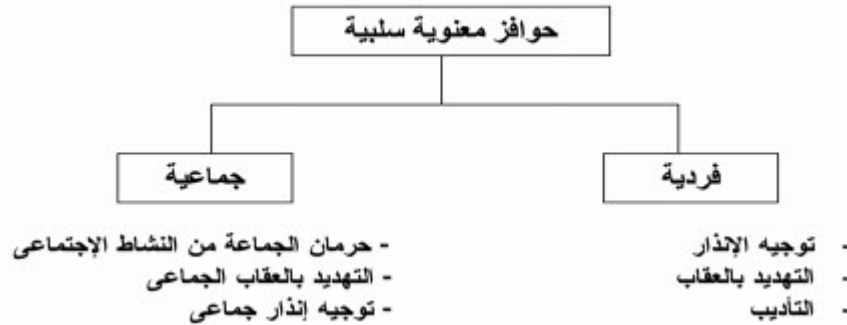 حوافز معنوية سلبية
فردية
- توجيه الإنذار
- التهديد بالعقاب
- التأديب
جماعية
- حرمان الجماعة من النشاط الإجتماعى
- التهديد بالعقاب الجماعى
- توجيه إنذار جماعى